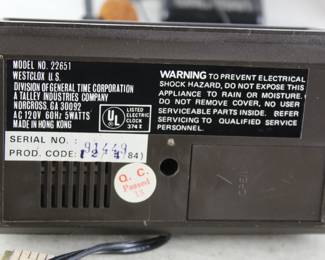 MODEL NO. 22651
WESTCLOX U.S.
DIVISION OF GENERAL TIME CORPORATION
A TALLEY INDUSTRIES COMPANY
NORCROSS, GA 30092
AC 120V 60Hz 5WATTS
MADE IN HONG KONG
UL
LISTED
ELECTRIC
CLOCK
374E
WARNING TO PREVENT ELECTRICAL
SHOCK HAZARD, DO NOT EXPOSE THIS
APPLIANCE TO RAIN OR MOISTURE.
DO NOT REMOVE COVER, NO USER
SERVICEABLE PARTS INSIDE. REFER
SERVICING TO QUALIFIED SERVICE
PERSONNEL.
SERIAL NO.:
PROD. CODE: 84)
Q.C.
Passed
13